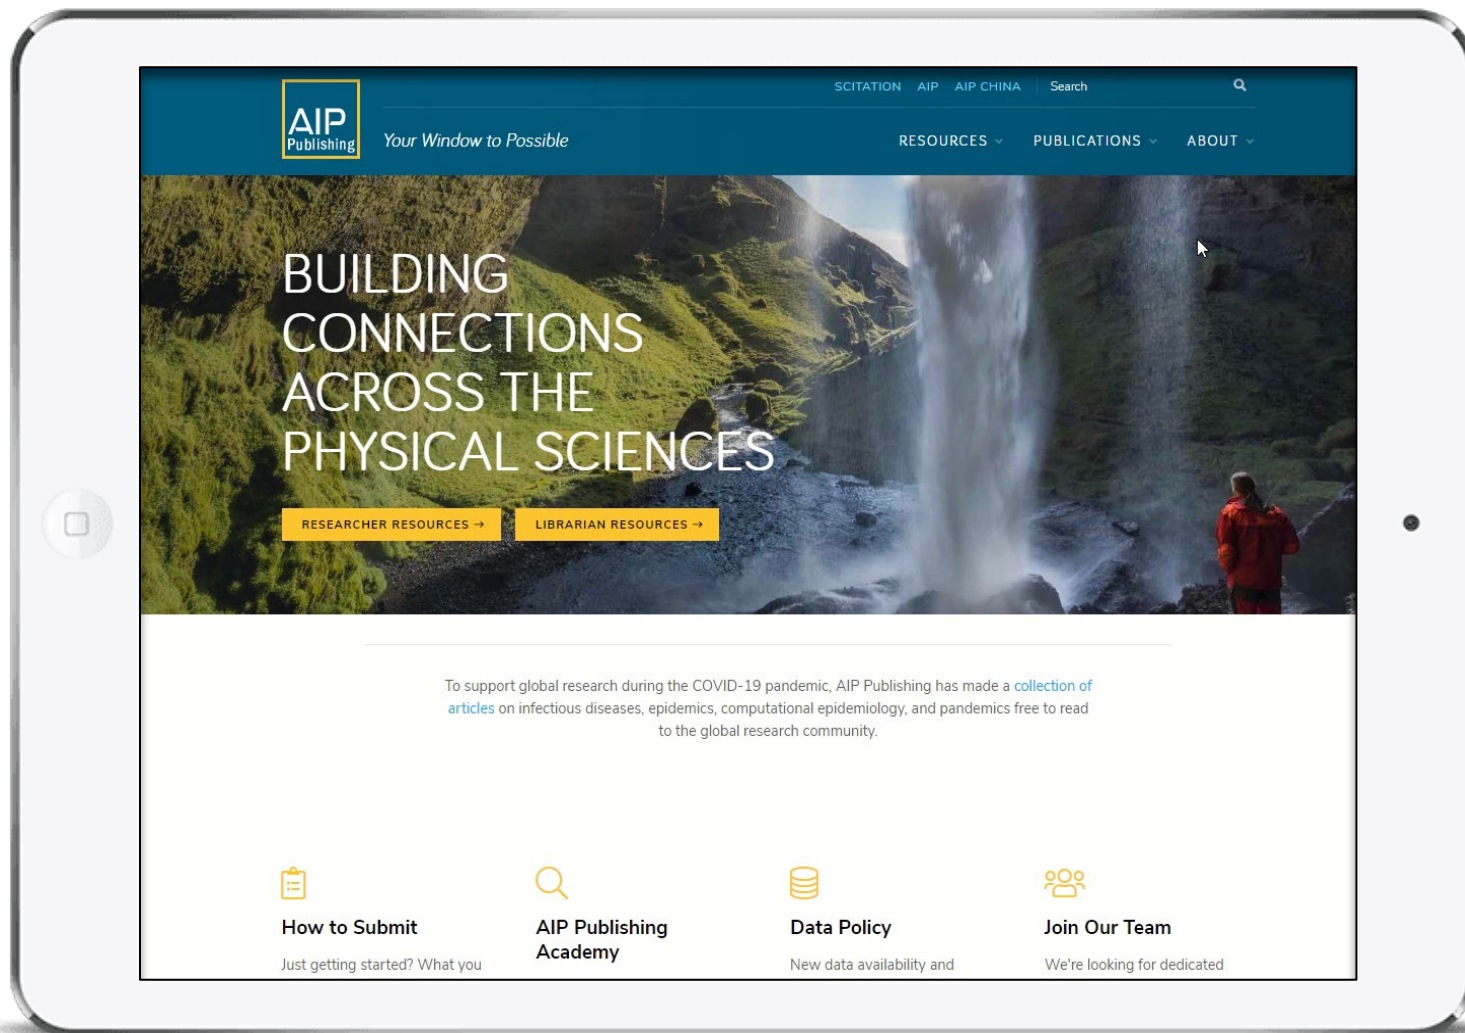 SCITATION AIP AIP CHINA Search
AIP
Publishing
Your Window to Possible
RESOURCES PUBLICATIONS ABOUT
BUILDING
CONNECTIONS
ACROSS THE
PHYSICAL SCIENCES
RESEARCHER RESOURCES → LIBRARIAN RESOURCES →
To support global research during the COVID-19 pandemic, AIP Publishing has made a collection of
articles on infectious diseases, epidemics, computational epidemiology, and pandemics free to read
to the global research community.
How to Submit
Just getting started? What you
AIP Publishing
Academy
Data Policy
New data availability and
Join Our Team
We're looking for dedicated